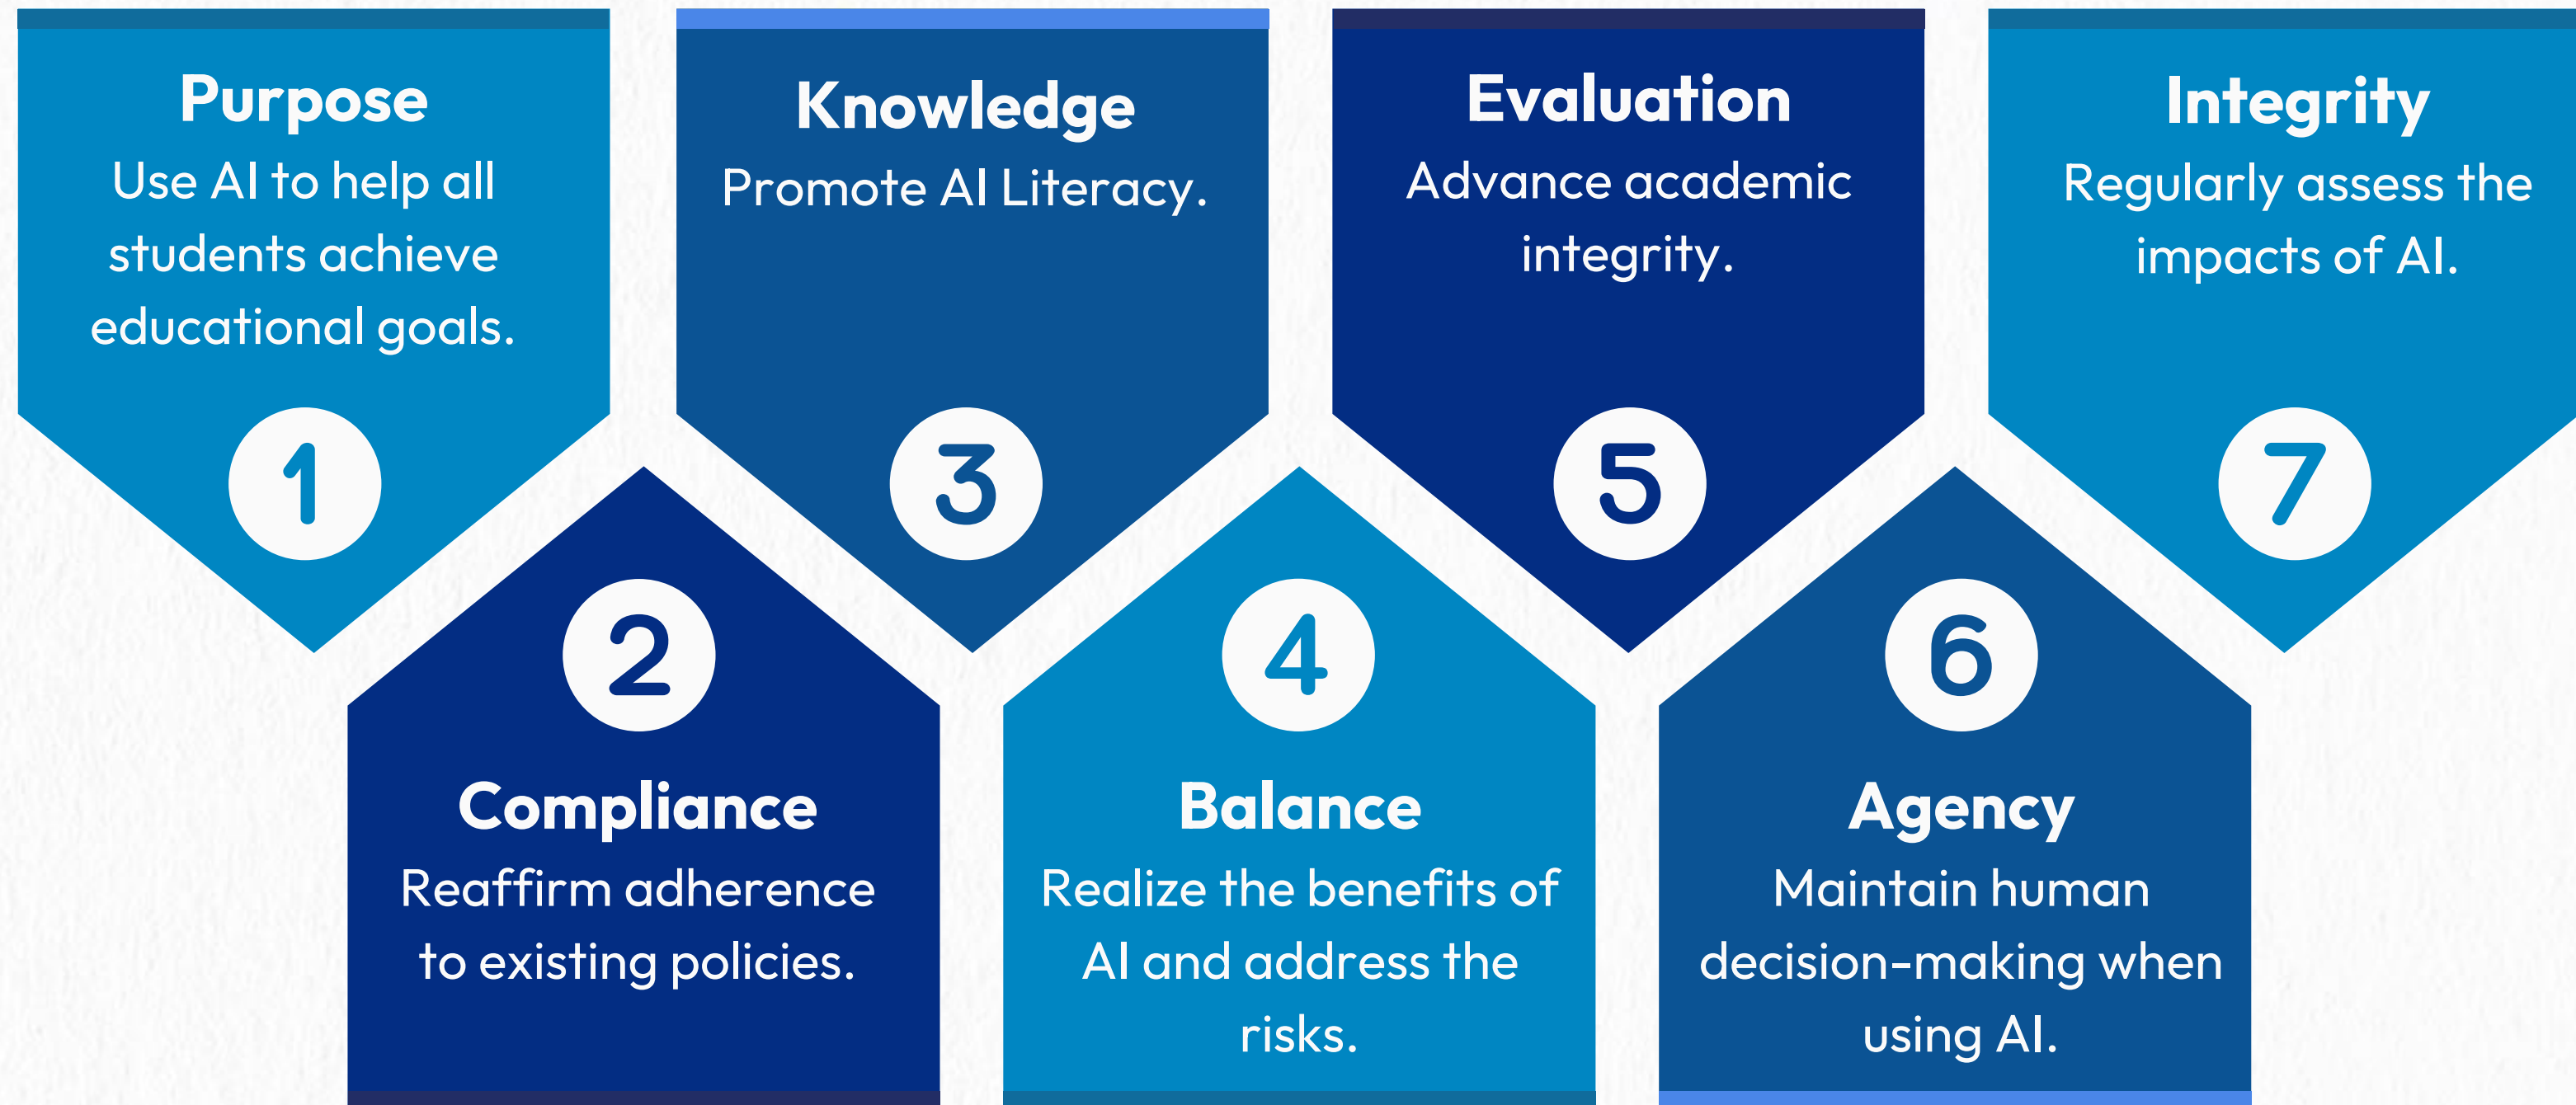 Purpose
Use AI to help all
students achieve
educational goals.
1
2
Compliance
Reaffirm adherence
to existing policies.
Knowledge
Promote AI Literacy.
3
4
Balance
Realize the benefits of
AI and address the
risks.
Evaluation
Advance academic
integrity.
5
6
Agency
Maintain human
decision-making when
using AI.
Integrity
Regularly assess the
impacts of AI.
7